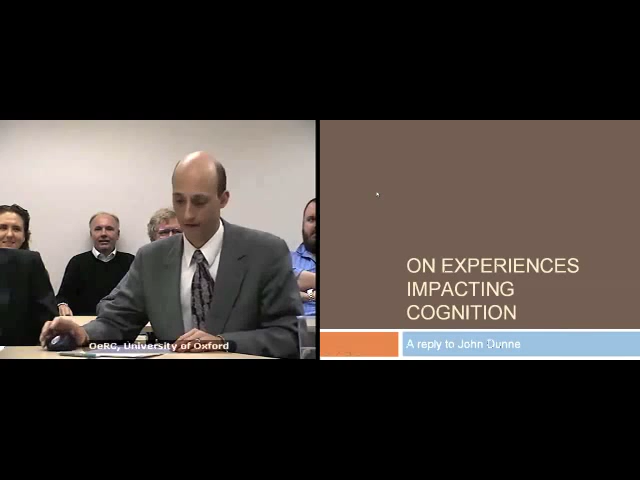 OeRC, University of Oxford
ON EXPERIENCES
IMPACTING
COGNITION
A reply to John Dunne